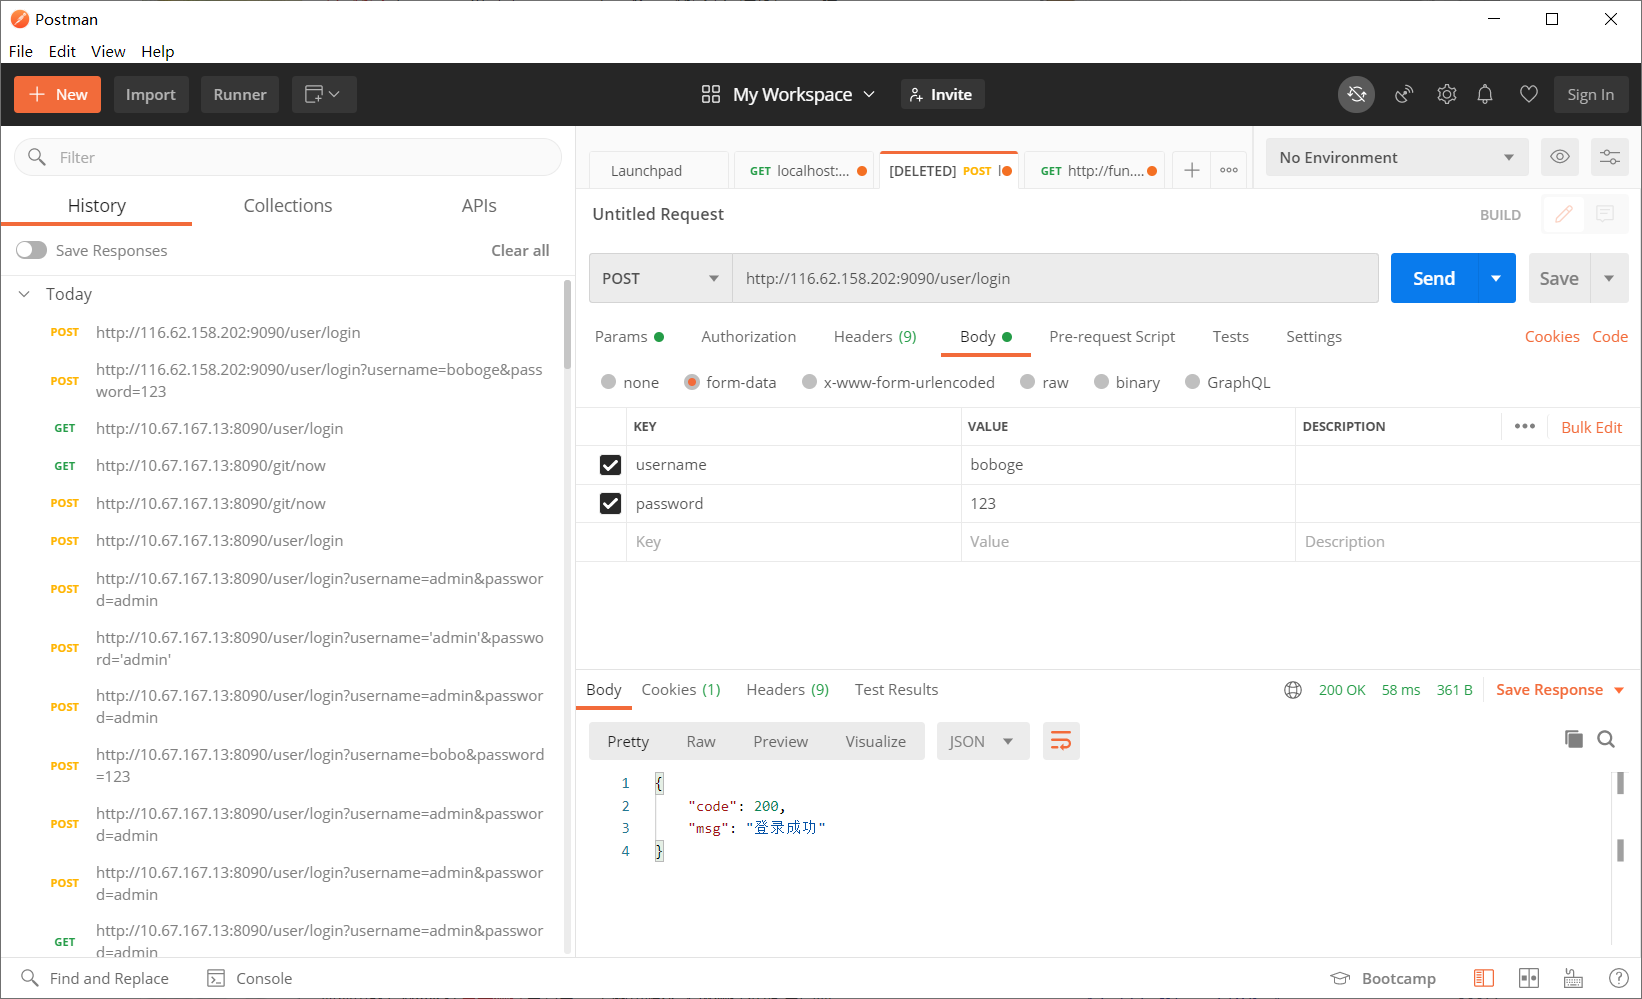 Postman
File Edit View Help
New Import Runner My Workspace Invite Sign In
Filter
History Collections APIs
Save Responses Clear all
Today
POST http://116.62.158.202:9090/user/login
POST http://116.62.158.202:9090/user/login?username=boboge&pass
word=123
GET http://10.67.167.13:8090/user/login
GET http://10.67.167.13:8090/git/now
POST http://10.67.167.13:8090/git/now
POST http://10.67.167.13:8090/user/login
POST http://10.67.167.13:8090/user/login?username=admin&passwor
d=admin
POST http://10.67.167.13:8090/user/login?username='admin'&passwo
rd='admin'
POST http://10.67.167.13:8090/user/login?username=admin&passwor
d=admin
POST http://10.67.167.13:8090/user/login?username=bobo&password
=123
POST http://10.67.167.13:8090/user/login?username=admin&passwor
d=admin
POST http://10.67.167.13:8090/user/login?username=admin&passwor
d=admin
GET http://10.67.167.13:8090/user/login?username=admin&passwor
d=admin
Launchpad GET localhost:... [DELETED] POST l GET http://fun.... No Environment
Untitled Request BUILD
POST http://116.62.158.202:9090/user/login Send Save
Params Authorization Headers (9) Body Pre-request Script Tests Settings Cookies Code
none form-data x-www-form-urlencoded raw binary GraphQL
KEY VALUE DESCRIPTION ••• Bulk Edit
username boboge
password 123
Key Value Description
Body Cookies (1) Headers (9) Test Results 200 OK 58 ms 361 B Save Response
Pretty Raw Preview Visualize JSON
1 {
2 "code": 200,
3 "msg": "登录成功"
4 }
Find and Replace Console Bootcamp